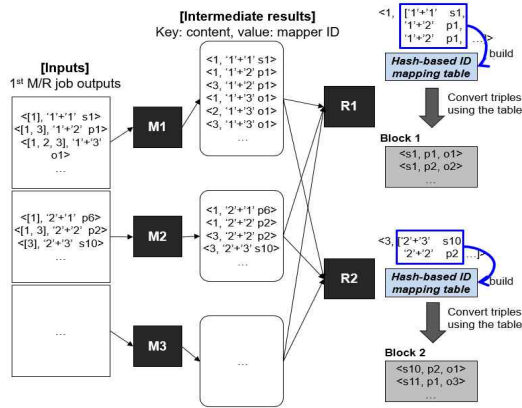 [Inputs]
1st M/R job outputs
<[1], '1'+'1' s1>
<[1, 3], '1'+'2' p1>
<[1, 2, 3], '1'+'3'
o1>
...
<[1], '2'+'1' p6>
<[1, 3], '2'+'2' p2>
<[3], '2'+'3' s10>
...
...
M1
M2
M3
[Intermediate results]
Key: content, value: mapper ID
<1, '1'+'1' s1>
<1, '1'+'2' p1>
<3, '1'+'2' p1>
<1, '1'+'3' o1>
<2, '1'+'3' o1>
<3, '1'+'3' o1>
...
<1, '2'+'1' p6>
<1, '2'+'2' p2>
<3, '2'+'2' p2>
<3, '2'+'3' s10>
...
...
R1
R2
<1, ['1'+'1' s1,
'1'+'2' p1,
'1'+'2' p1, ...]>
build
Hash-based ID
mapping table
Convert triples
using the table
Block 1
<s1, p1, o1>
<s1, p2, o2>
...
<3, ['2'+'3' s10
'2'+'2' p2 ...]>
Hash-based ID
mapping table
build
Convert triples
using the table
Block 2
<s10, p2, o1>
<s11, p1, o3>
...